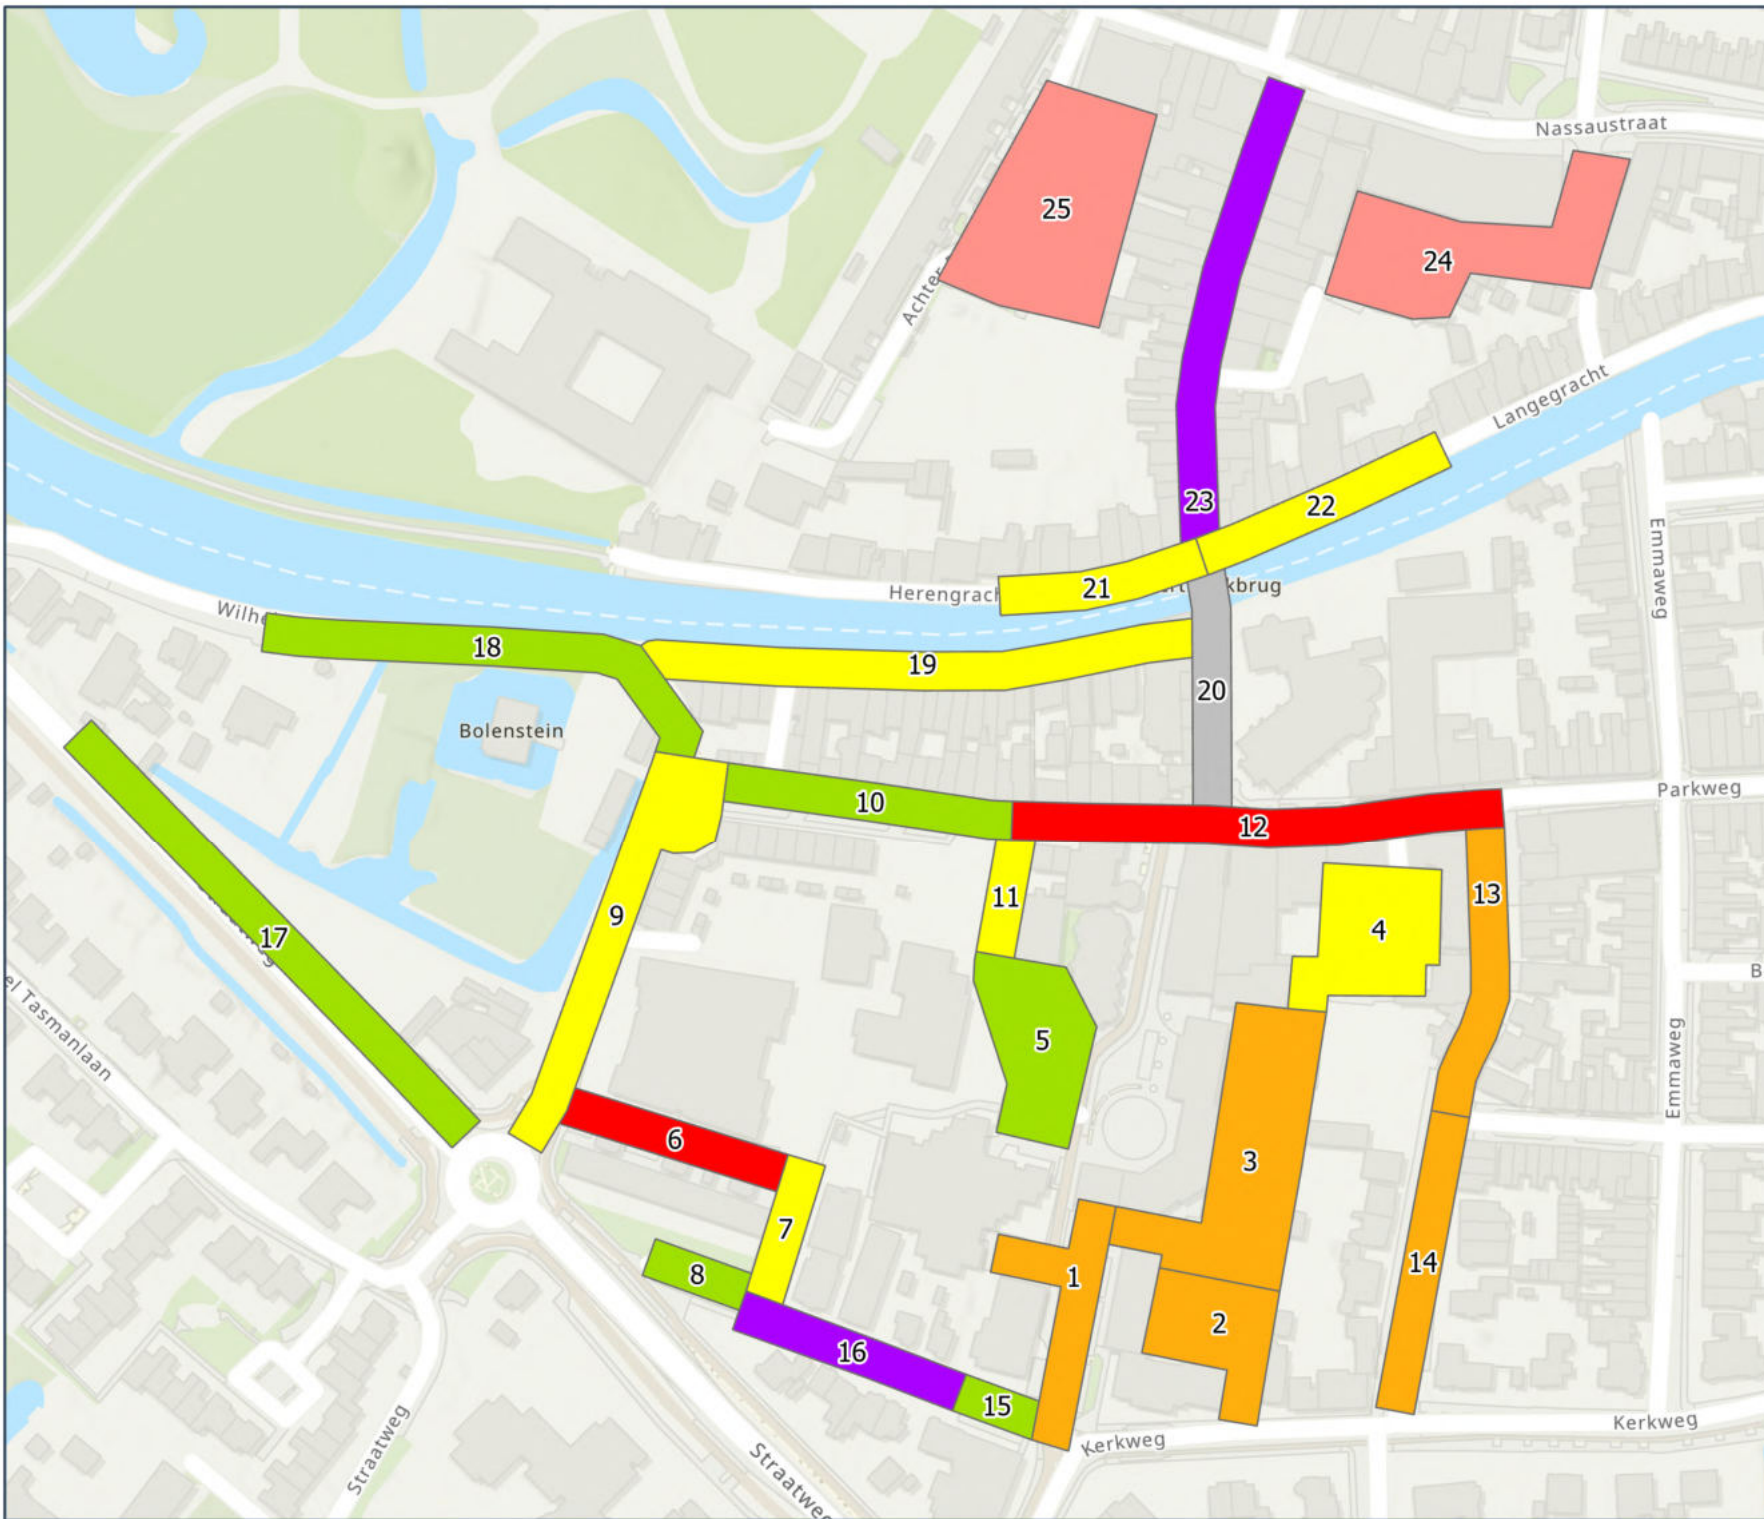 Nassaustraat
25
24
Achter
Langegracht
23
22
Emmaweg
Herengrach
21
kbrug
Wilhe
18
19
20
Bolenstein
Parkweg
10
12
13
11
4
9
17
B
el Tasmanlaan
5
Emmaweg
6
3
7
8
1
14
2
16
15
Straatweg
Kerkweg
Kerkweg
Straatweg